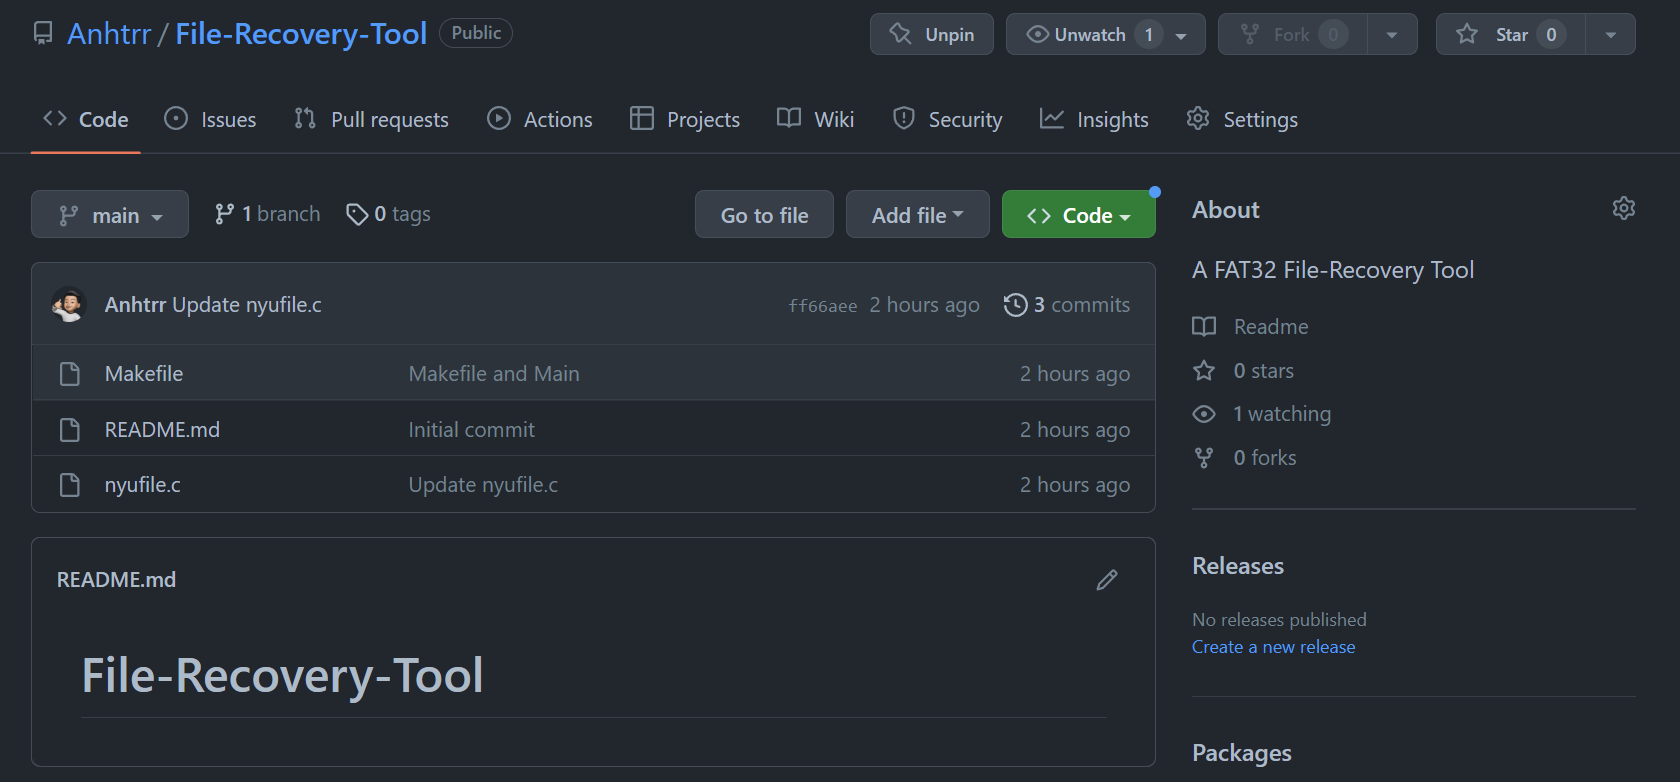 Anhtrr / File-Recovery-Tool Public
Unpin Unwatch 1 Fork 0 Star 0
Code Issues Pull requests Actions Projects Wiki Security Insights Settings
main 1 branch 0 tags Go to file Add file Code
Anhtrr Update nyufile.c ff66aee 2 hours ago 3 commits
Makefile Makefile and Main 2 hours ago
README.md Initial commit 2 hours ago
nyufile.c Update nyufile.c 2 hours ago
README.md
File-Recovery-Tool
About
A FAT32 File-Recovery Tool
Readme
0 stars
1 watching
0 forks
Releases
No releases published
Create a new release
Packages